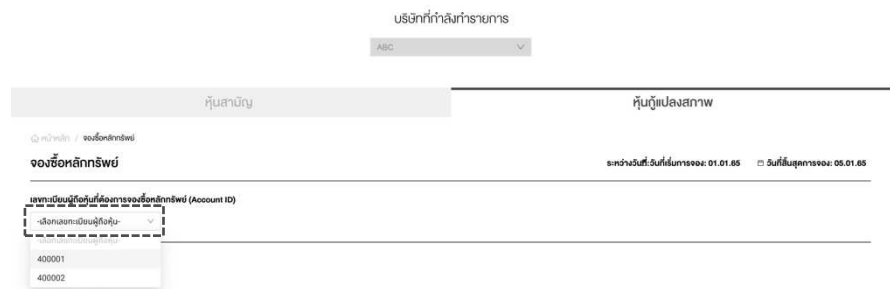 บริษัทที่กำลังทำรายการ
ABC
หุ้นสามัญ
หุ้นกู้แปลงสภาพ
หน้าหลัก / จองซื้อหลักทรัพย์
จองซื้อหลักทรัพย์
ระหว่างวันที่:วันที่เริ่มการจอง: 01.01.65
วันที่สิ้นสุดการจอง: 05.01.65
เลขทะเบียนผู้ถือหุ้นที่ต้องการจองซื้อหลักทรัพย์ (Account ID)
-เลือกเลขทะเบียนผู้ถือหุ้น-
-เลือกเลขทะเบียนผู้ถือหุ้น-
400001
400002